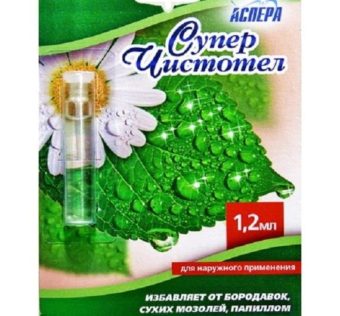 АСПЕРА
Супер
Чистотел
1,2мл
для наружного применения
ИЗБАВЛЯЕТ ОТ БОРОДАВОК,
СУХИХ МОЗОЛЕЙ, ПАПИЛЛОМ